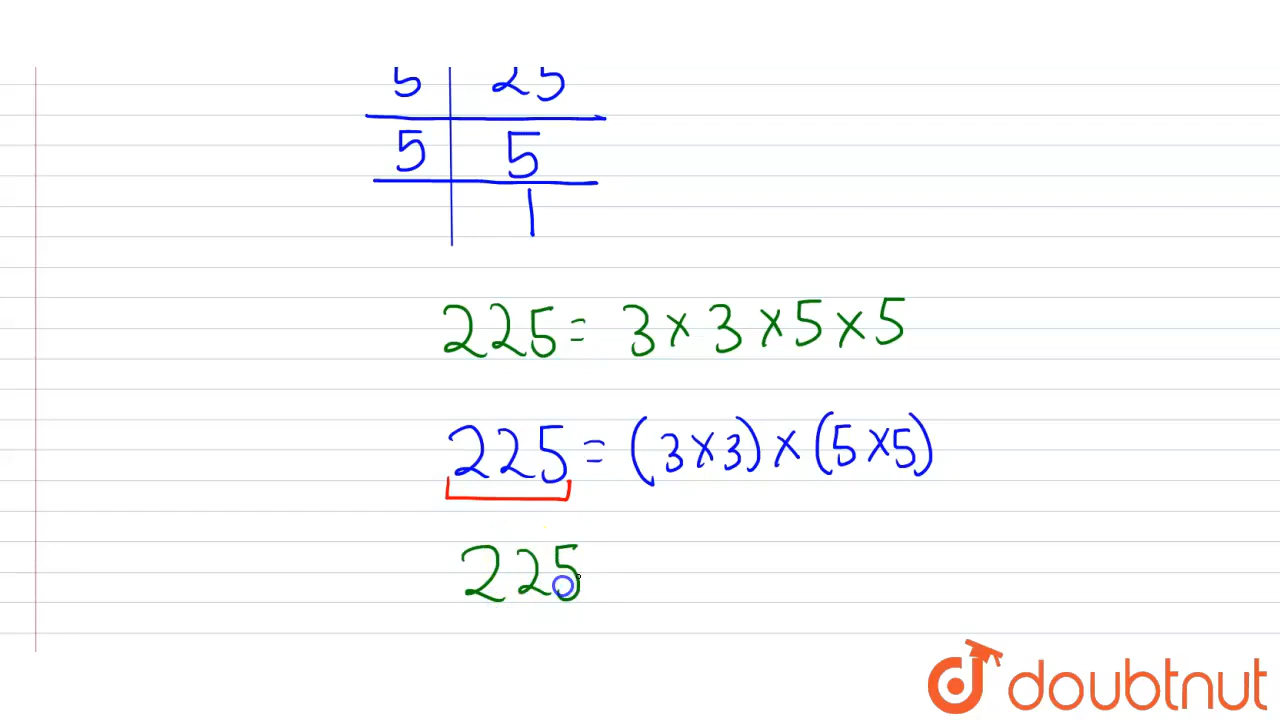 5 25
5 5
1
225 = 3 × 3 × 5 × 5
225 = (3 × 3) × (5 × 5)
225
doubtnut